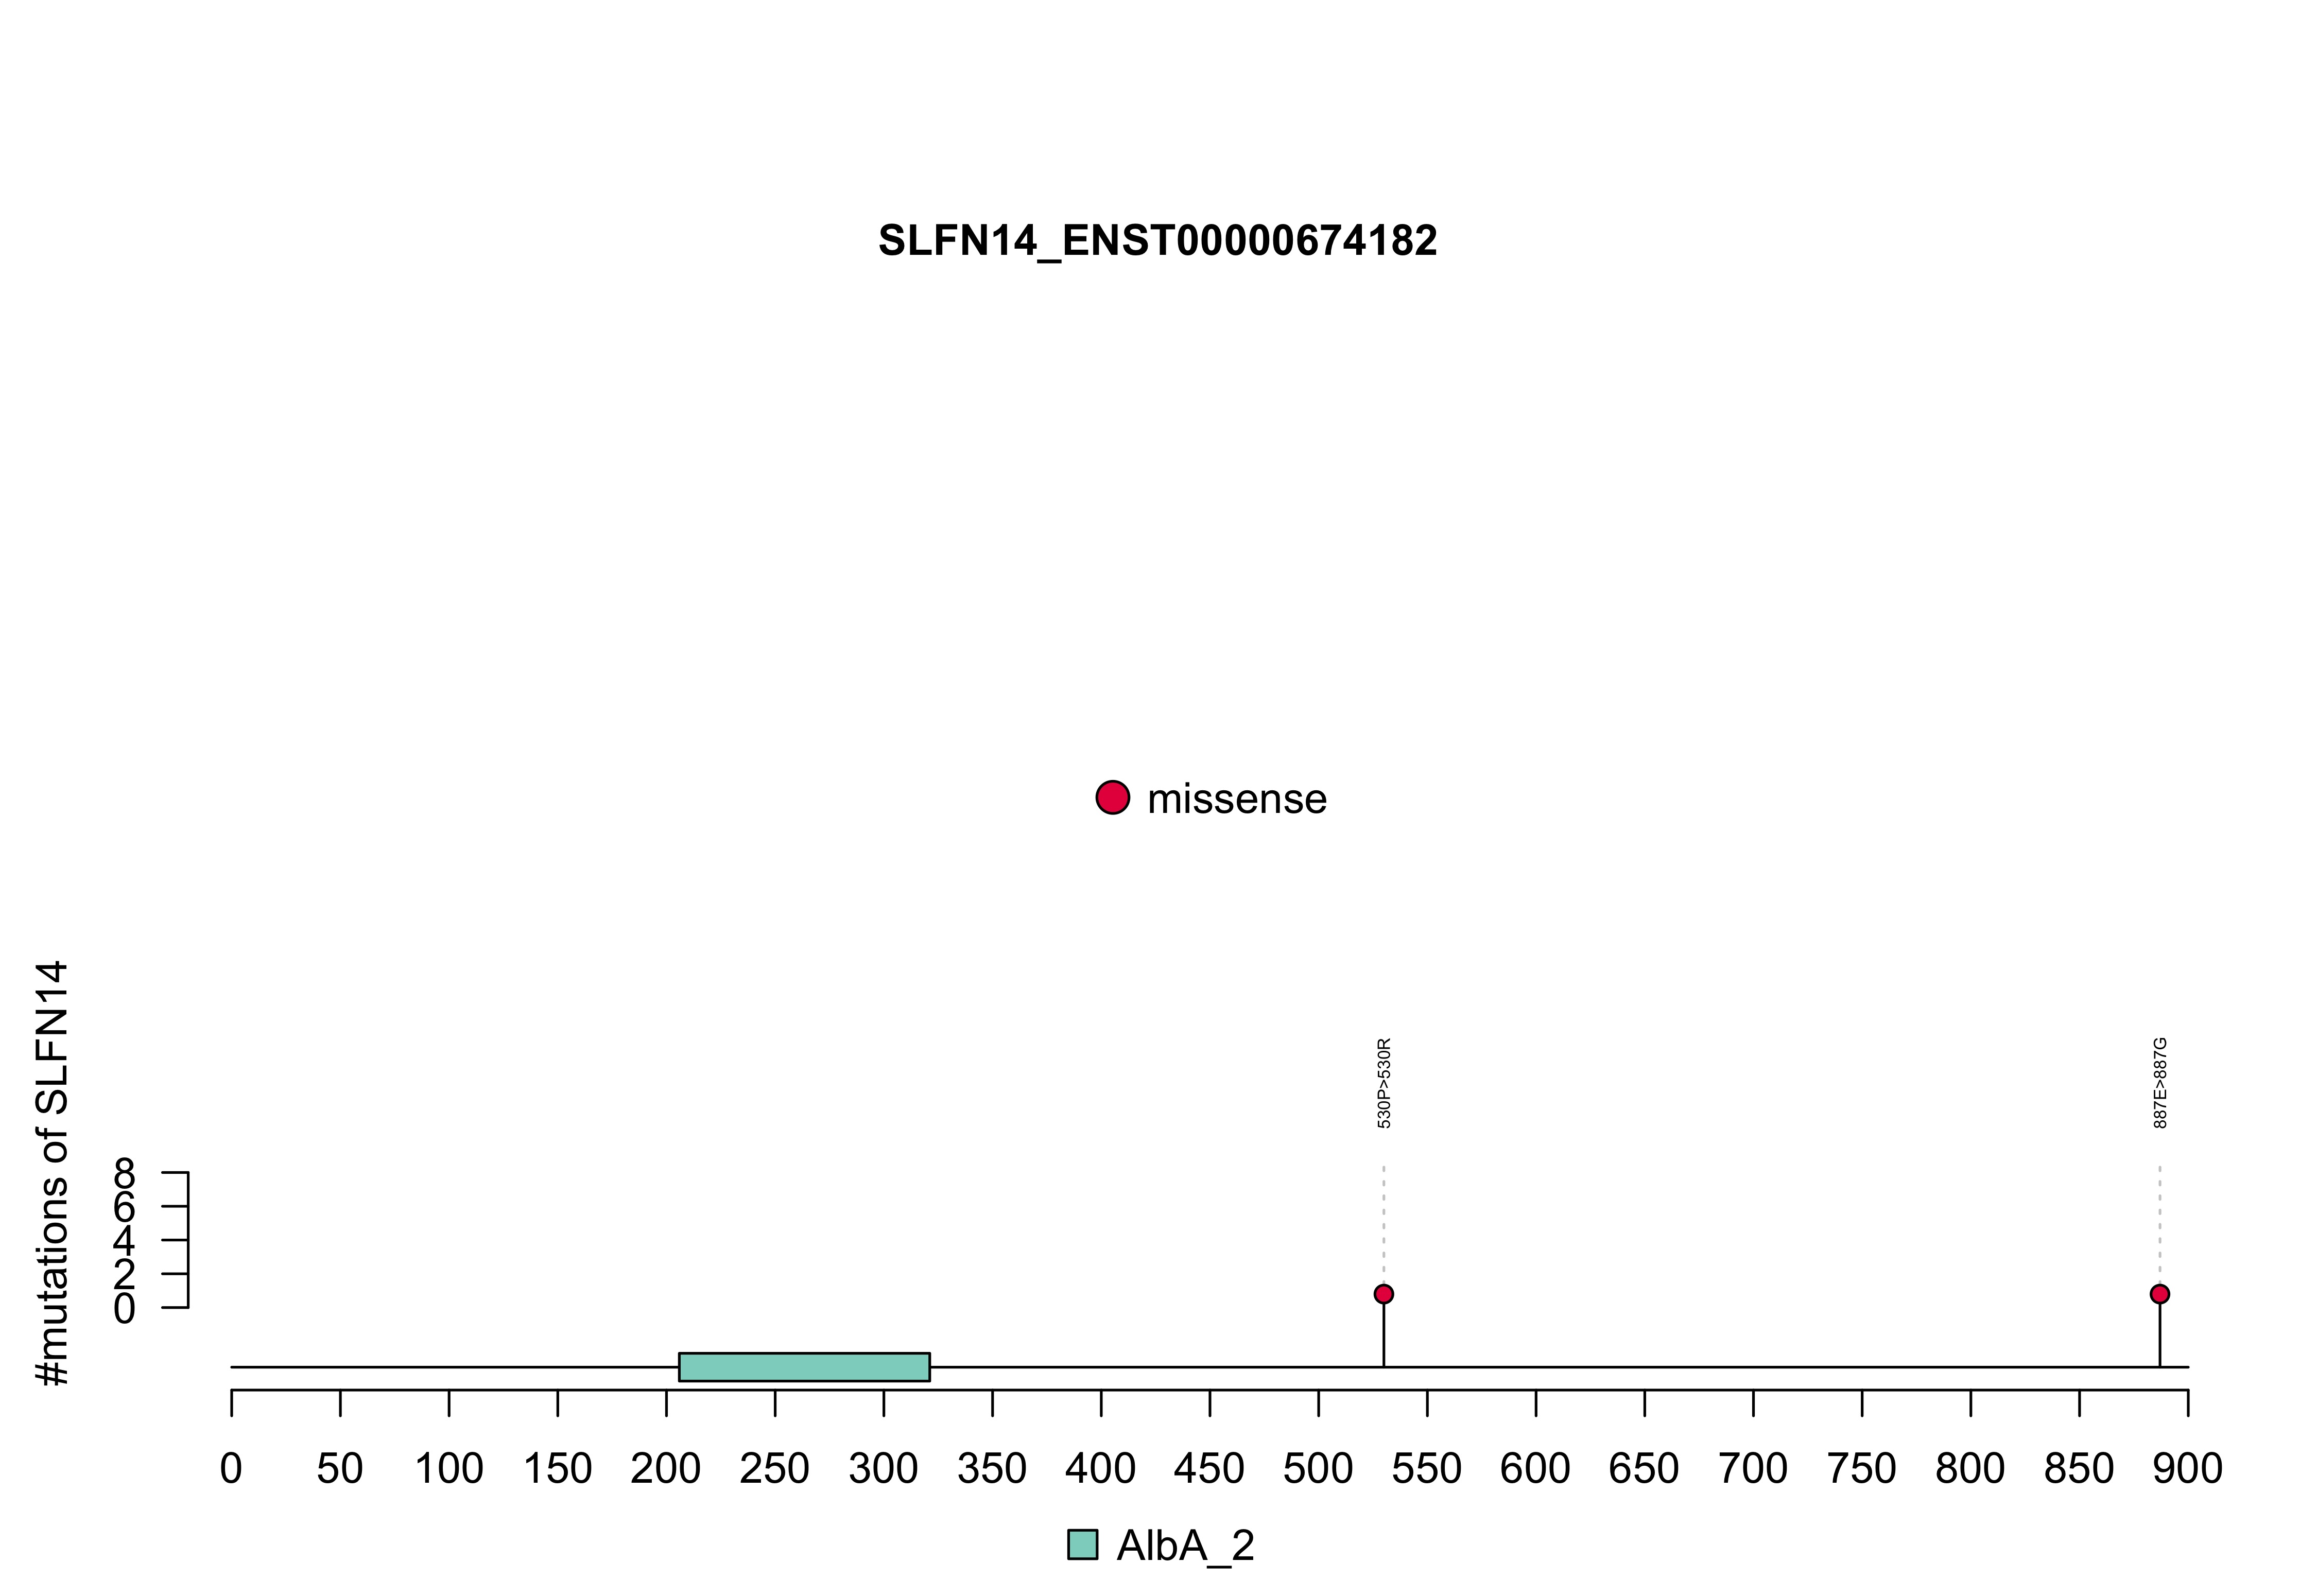 SLFN14_ENST00000674182
missense
#mutations of SLFN14
530P>530R
887E>887G
8
6
4
2
0
0 50 100 150 200 250 300 350 400 450 500 550 600 650 700 750 800 850 900
AlbA_2